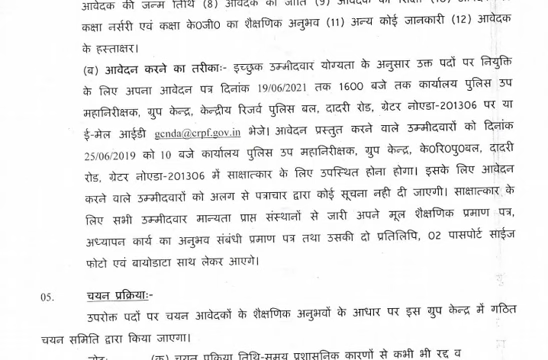 आवेदक की जन्म तिथि (8) आवेदक की जाति (9) आवेदक की शिक्षा (10)
कक्षा नर्सरी एवं कक्षा के0जी0 का शैक्षणिक अनुभव (11) अन्य कोई जानकारी (12) आवेदक
के हस्ताक्षर।
(ब) आवेदन करने का तरीकाः- इच्छुक उम्मीदवार योग्यता के अनुसार उक्त पदों पर नियुक्ति
के लिए अपना आवेदन पत्र दिनांक 19/06/2021 तक 1600 बजे तक कार्यालय पुलिस उप
महानिरीक्षक, ग्रुप केन्द्र, केन्द्रीय रिजर्व पुलिस बल, दादरी रोड, ग्रेटर नोएडा-201306 पर या
ई-मेल आईडी gcnda@crpf.gov.in भेजे। आवेदन प्रस्तुत करने वाले उम्मीदवारों को दिनांक
25/06/2019 को 10 बजे कार्यालय पुलिस उप महानिरीक्षक, ग्रुप केन्द्र, के0रि0पु0बल, दादरी
रोड, ग्रेटर नोएडा-201306 में साक्षात्कार के लिए उपस्थित होना होगा। इसके लिए आवेदन
करने वाले उम्मीदवारों को अलग से पत्राचार द्वारा कोई सूचना नही दी जाएगी। साक्षात्कार के
लिए सभी उम्मीदवार मान्यता प्राप्त संस्थानों से जारी अपने मूल शैक्षणिक प्रमाण पत्र,
अध्यापन कार्य का अनुभव संबंधी प्रमाण पत्र तथा उसकी दो प्रतिलिपि, 02 पासपोर्ट साईज
फोटो एवं बायोडाटा साथ लेकर आएगे।
05. चयन प्रक्रियाः-
उपरोक्त पदों पर चयन आवेदकों के शैक्षणिक अनुभवों के आधार पर इस ग्रुप केन्द्र में गठित
चयन समिति द्वारा किया जाएगा।
(क) चयन प्रक्रिया तिथि-समय प्रशासनिक कारणों से कभी भी रद्द व